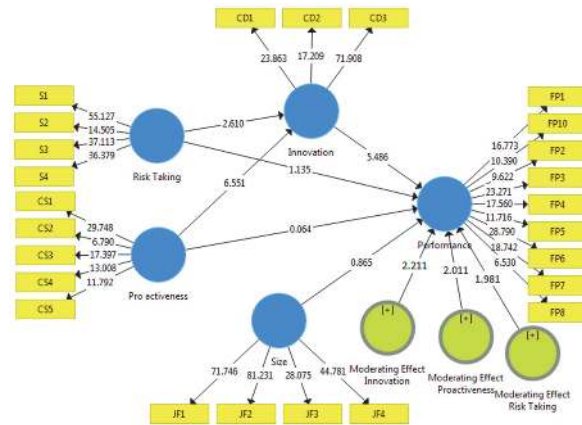 CD1 CD2 CD3
23.863 17.209 71.908
S1
S2
S3
S4
55.127
14.505
37.113
36.379
Risk Taking
2.610
Innovation
5.486
1.135
6.551
CS1
CS2
CS3
CS4
CS5
29.748
6.790
17.397
13.008
11.792
Pro activeness
0.064
Performance
FP1
FP10
FP2
FP3
FP4
FP5
FP6
FP7
FP8
16.773
10.390
9.622
23.271
17.560
11.716
28.790
18.742
6.530
0.865
2.211
2.011
1.981
Size
71.746
81.231
28.075
44.781
JF1 JF2 JF3 JF4
[+]
Moderating Effect
Innovation
[+]
Moderating Effect
Proactiveness
[+]
Moderating Effect
Risk Taking